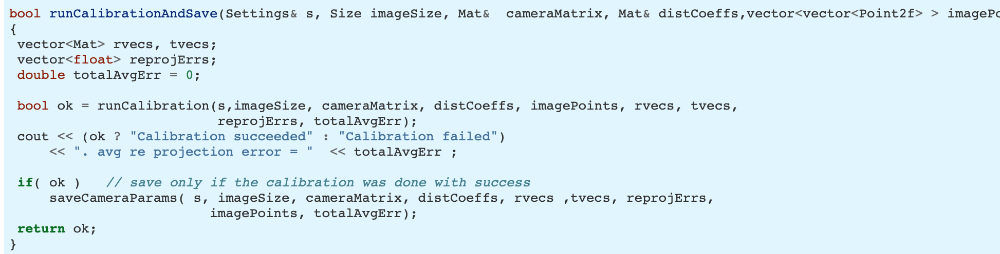 bool runCalibrationAndSave(Settings& s, Size imageSize, Mat&  cameraMatrix, Mat& distCoeffs,vector<vector<Point2f> > 
{
 vector<Mat> rvecs, tvecs;
 vector<float> reprojErrs;
 double totalAvgErr = 0;

 bool ok = runCalibration(s,imageSize, cameraMatrix, distCoeffs, imagePoints, rvecs, tvecs,
                          reprojErrs, totalAvgErr);
 cout << (ok ? "Calibration succeeded" : "Calibration failed")
     << ". avg re projection error = "  << totalAvgErr ;

 if( ok )   // save only if the calibration was done with success
     saveCameraParams( s, imageSize, cameraMatrix, distCoeffs, rvecs ,tvecs, reprojErrs,
                         imagePoints, totalAvgErr);
 return ok;
}